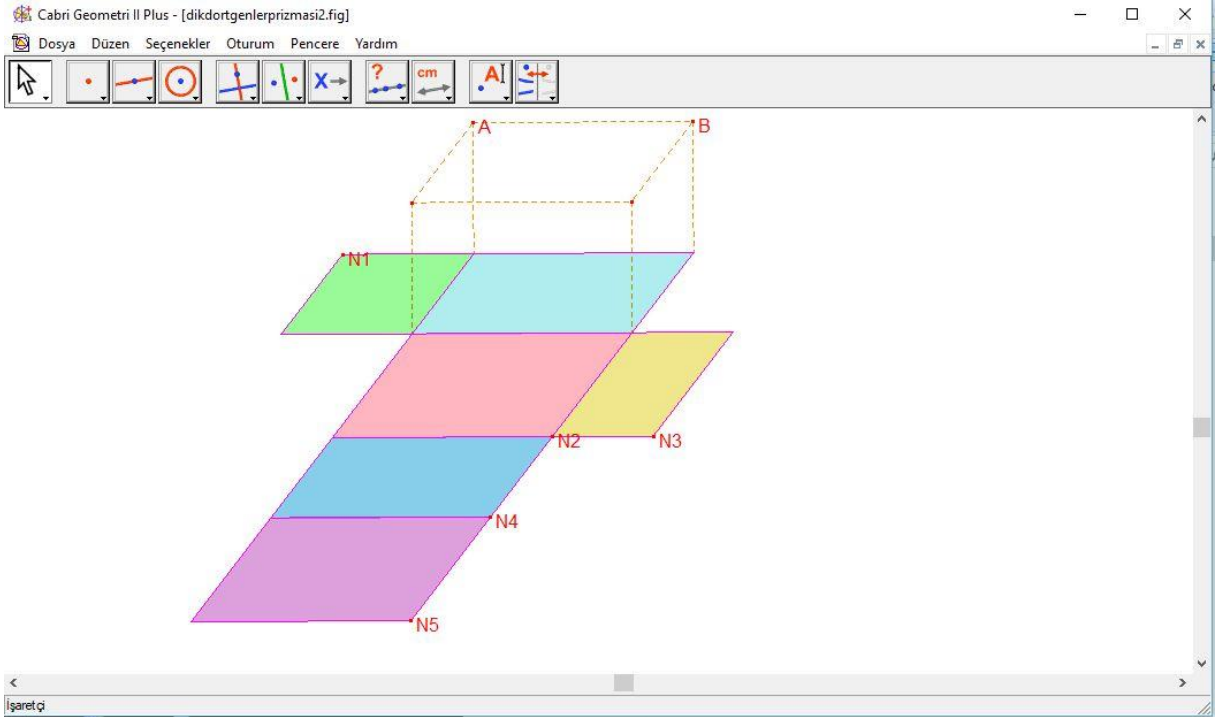 Cabri Geometri II Plus - [dikdortgenlerprizmasi2.fig]
Dosya Düzen Seçenekler Oturum Pencere Yardım
X ? cm A
A B
N1
N2 N3
N4
N5
İşaretçi